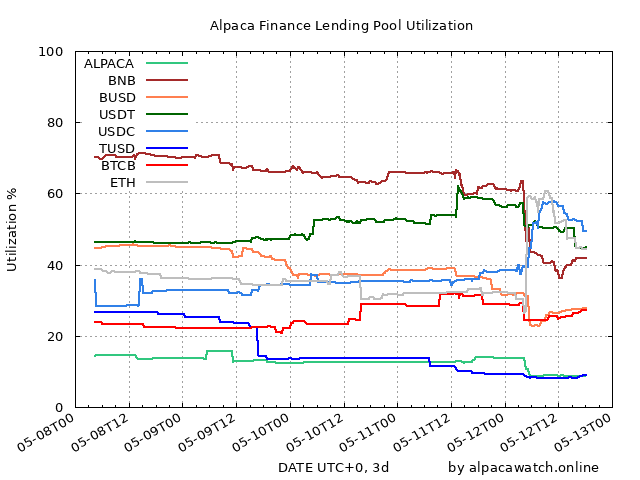 Alpaca Finance Lending Pool Utilization
100
80
60
40
20
0
Utilization %
ALPACA
BNB
BUSD
USDT
USDC
TUSD
BTCB
ETH
05-08T00
05-08T12
05-09T00
05-09T12
05-10T00
05-10T12
05-11T00
05-11T12
05-12T00
05-12T12
05-13T00
DATE UTC+0, 3d
by alpacawatch.online